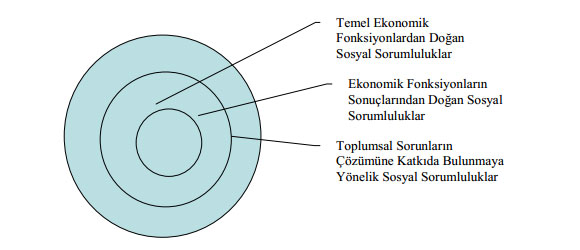 Temel Ekonomik
Fonksiyonlardan Doğan
Sosyal Sorumluluklar
Ekonomik Fonksiyonların
Sonuçlarından Doğan Sosyal
Sorumluluklar
Toplumsal Sorunların
Çözümüne Katkıda Bulunmaya
Yönelik Sosyal Sorumluluklar